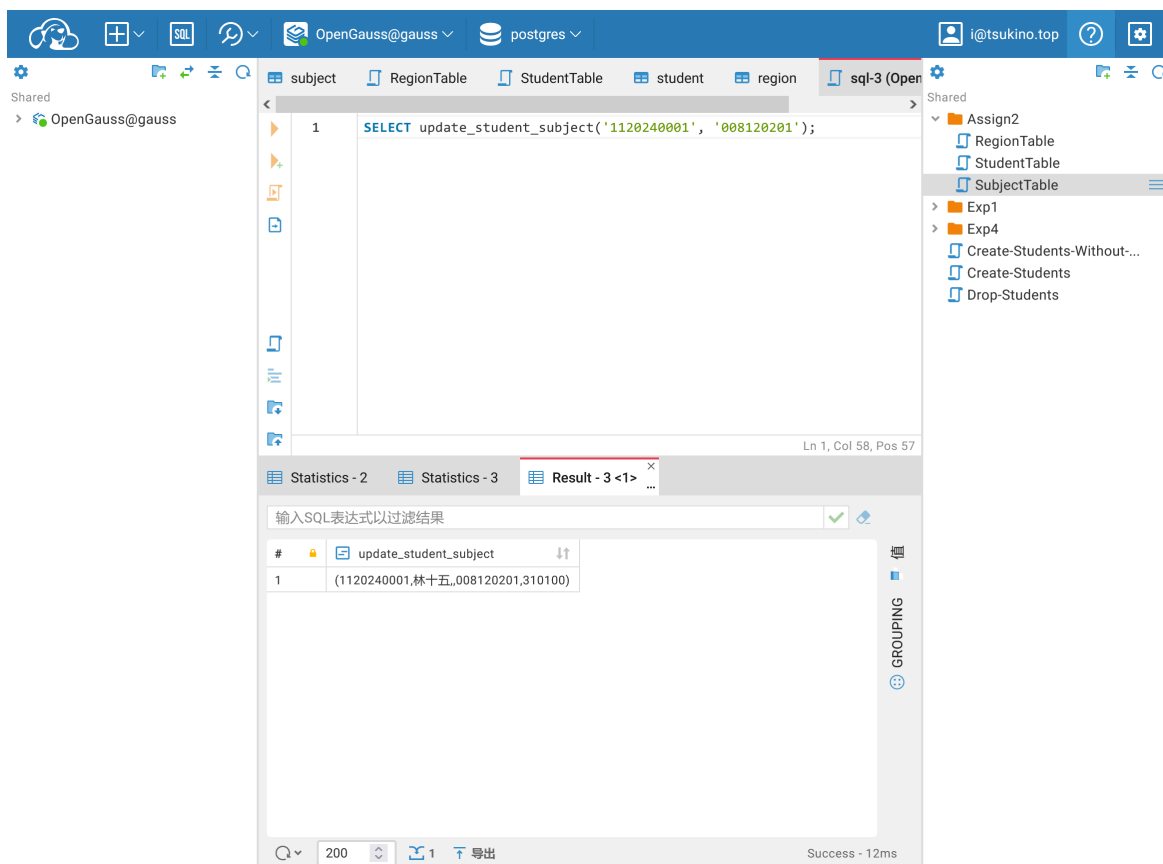 SQL OpenGauss@gauss postgres i@tsukino.top ?
Shared
OpenGauss@gauss
subject RegionTable StudentTable student region sql-3 (Open
1 SELECT update_student_subject('1120240001', '008120201');
Ln 1, Col 58, Pos 57
Statistics - 2 Statistics - 3 Result - 3 <1>
输入SQL表达式以过滤结果
# update_student_subject
1 (1120240001,林十五,,008120201,310100)
值
GROUPING
200 1 导出 Success - 12ms
Shared
Assign2
RegionTable
StudentTable
SubjectTable
Exp1
Exp4
Create-Students-Without-...
Create-Students
Drop-Students